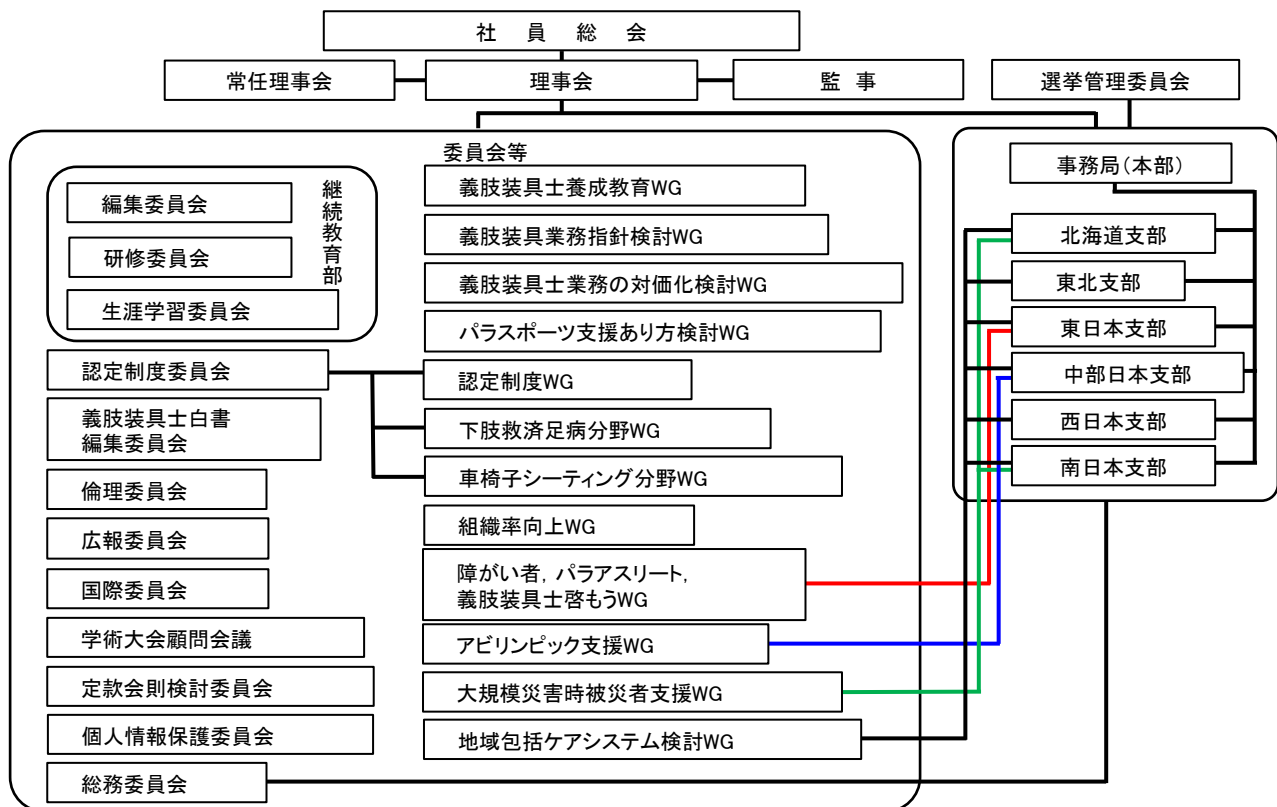 社 員 総 会
常任理事会
理事会
監 事
選挙管理委員会
委員会等
継続教育部
編集委員会
研修委員会
生涯学習委員会
認定制度委員会
義肢装具士白書
編集委員会
倫理委員会
広報委員会
国際委員会
学術大会顧問会議
定款会則検討委員会
個人情報保護委員会
総務委員会
義肢装具士養成教育WG
義肢装具業務指針検討WG
義肢装具士業務の対価化検討WG
パラスポーツ支援あり方検討WG
認定制度WG
下肢救済足病分野WG
車椅子シーティング分野WG
組織率向上WG
障がい者，パラアスリート，
義肢装具士啓もうWG
アビリンピック支援WG
大規模災害時被災者支援WG
地域包括ケアシステム検討WG
事務局（本部）
北海道支部
東北支部
東日本支部
中部日本支部
西日本支部
南日本支部